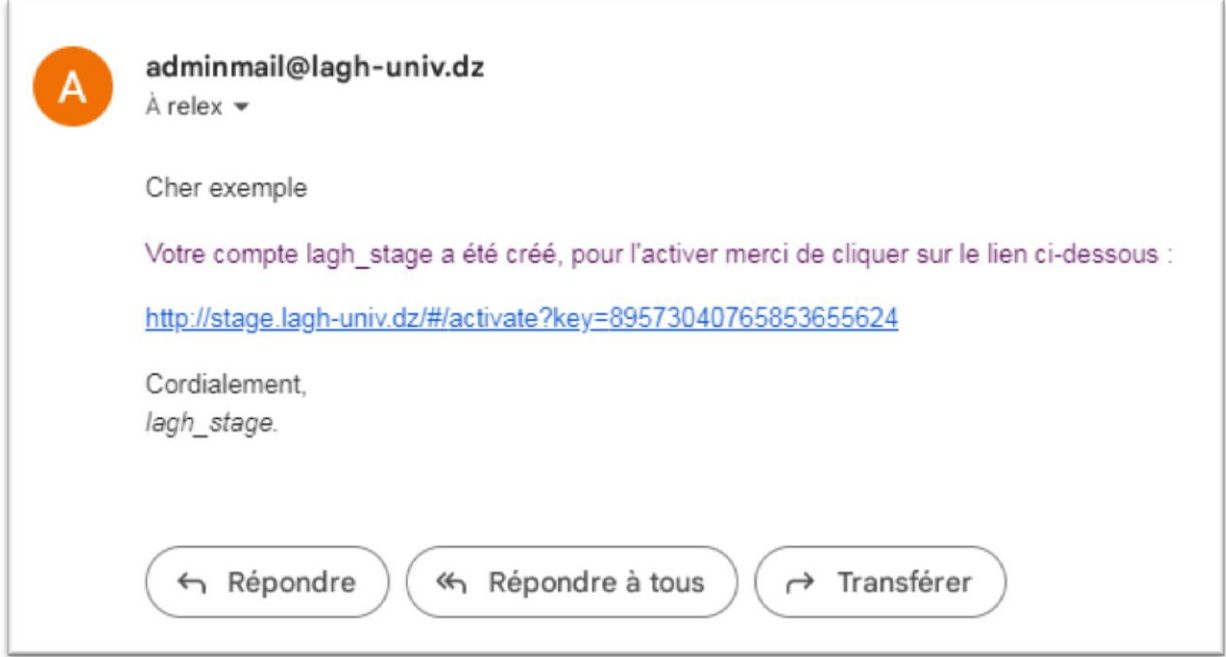 A
adminmail@lagh-univ.dz
À relex
Cher exemple
Votre compte lagh_stage a été créé, pour l'activer merci de cliquer sur le lien ci-dessous :
http://stage.lagh-univ.dz/#/activate?key=89573040765853655624
Cordialement,
lagh_stage.
Répondre Répondre à tous Transférer